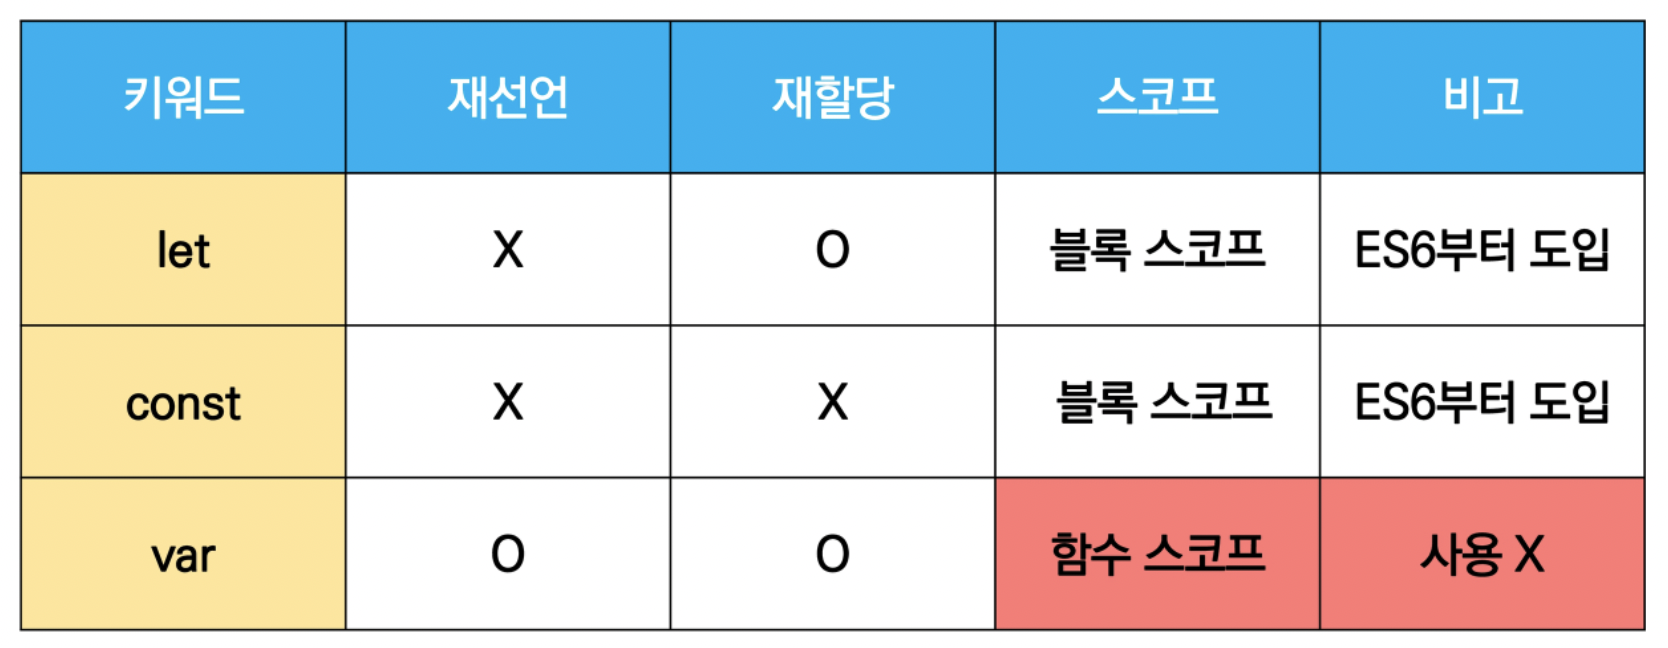 키워드 재선언 재할당 스코프 비고
let X O 블록 스코프 ES6부터 도입
const X X 블록 스코프 ES6부터 도입
var O O 함수 스코프 사용 X